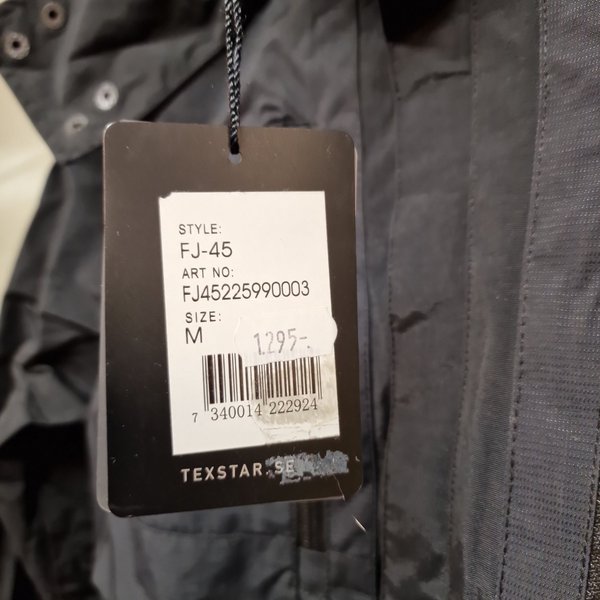 STYLE:
FJ-45
ART NO:
FJ45225990003
SIZE:
M
1295-
7 340014 222924
TEXSTAR.SE